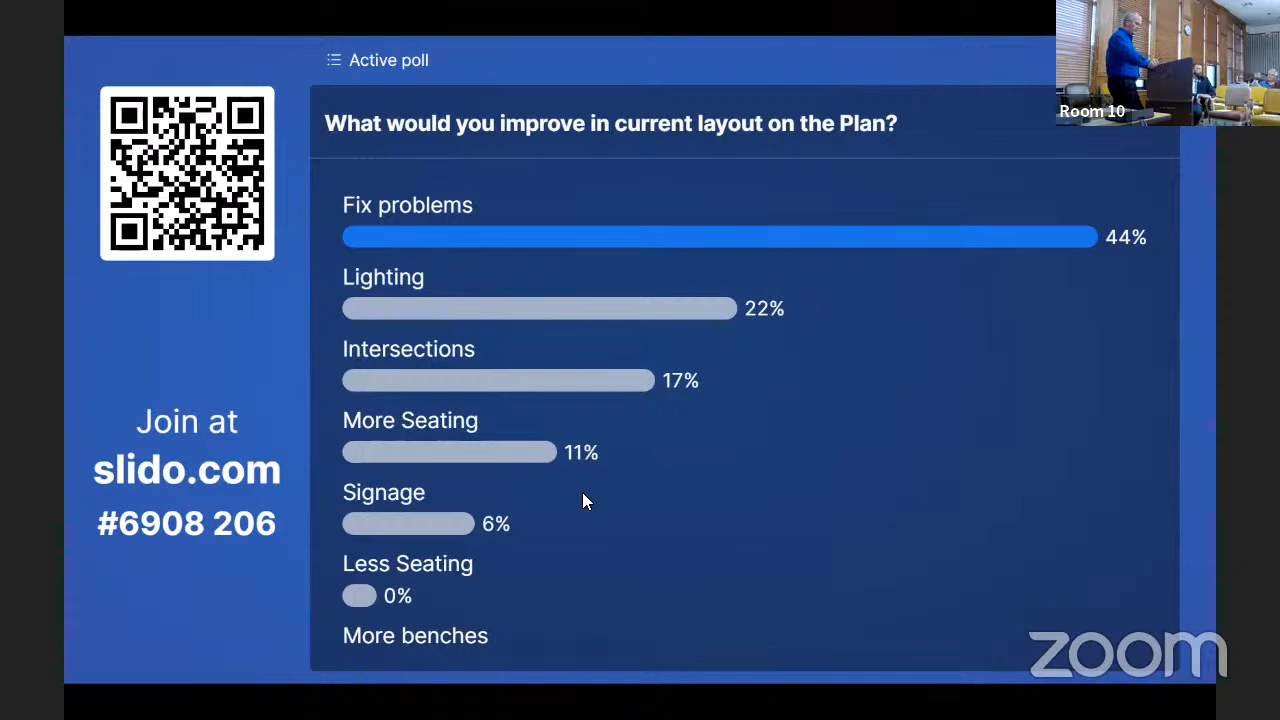 Active poll
What would you improve in current layout on the Plan?
Room 10
Fix problems
44%
Lighting
22%
Intersections
17%
More Seating
11%
Signage
6%
Less Seating
0%
More benches
Join at
slido.com
#6908 206
zoom